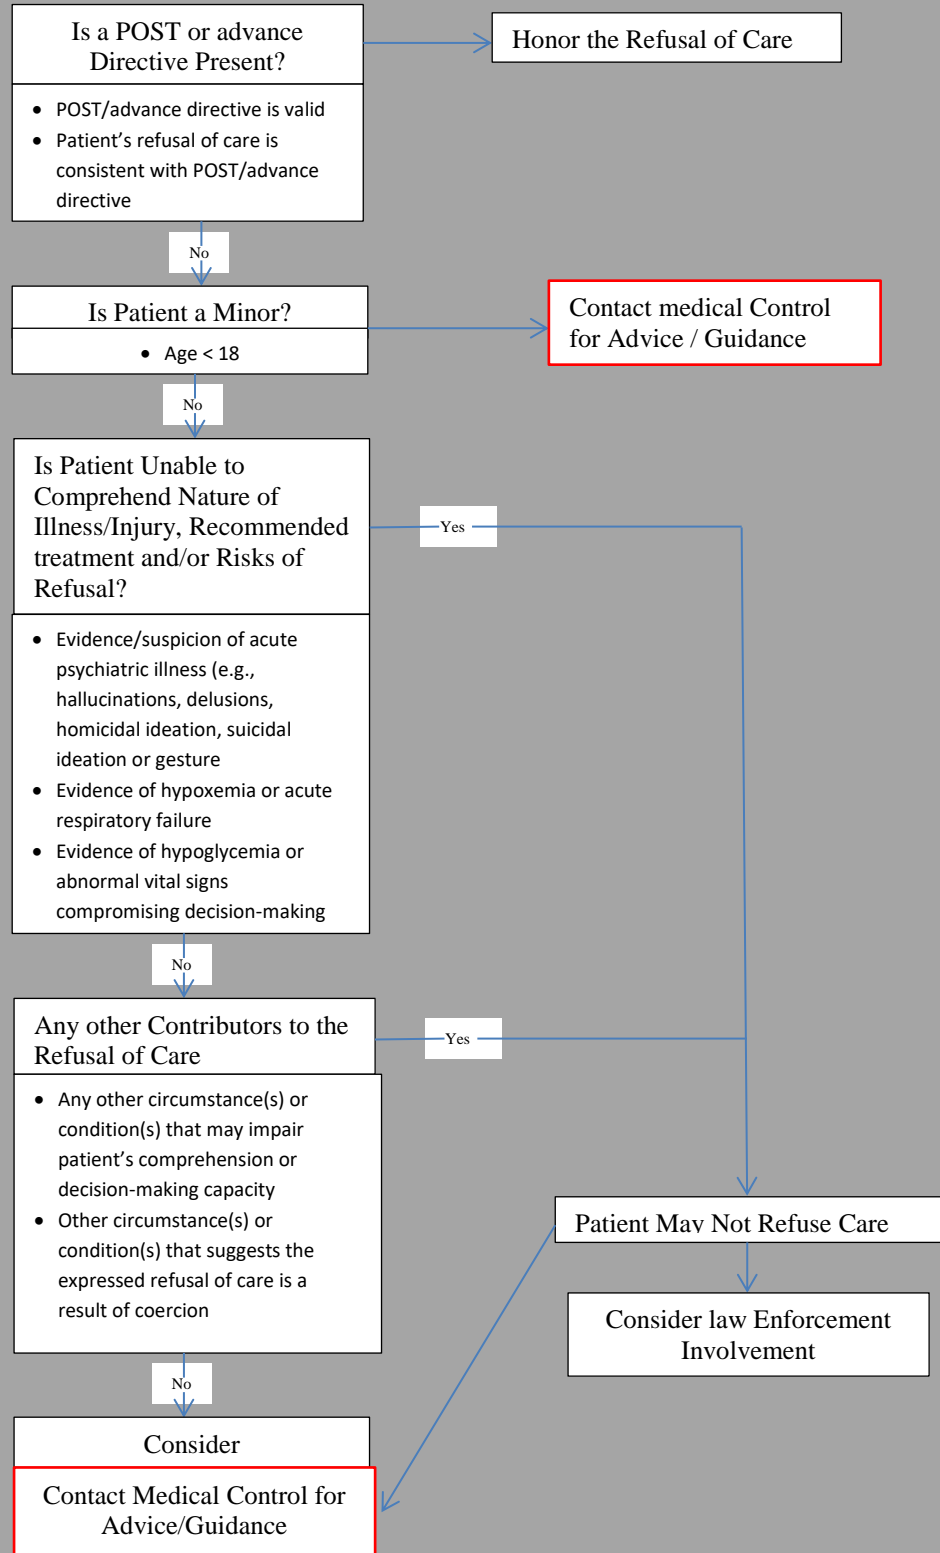 Is a POST or advance
Directive Present?
Honor the Refusal of Care
• POST/advance directive is valid
• Patient's refusal of care is
consistent with POST/advance
directive
No
Is Patient a Minor?
• Age < 18
Contact medical Control
for Advice / Guidance
No
Is Patient Unable to
Comprehend Nature of
Illness/Injury, Recommended
treatment and/or Risks of
Refusal?
Yes
• Evidence/suspicion of acute
psychiatric illness (e.g.,
hallucinations, delusions,
homicidal ideation, suicidal
ideation or gesture
• Evidence of hypoxemia or acute
respiratory failure
• Evidence of hypoglycemia or
abnormal vital signs
compromising decision-making
No
Any other Contributors to the
Refusal of Care
Yes
• Any other circumstance(s) or
condition(s) that may impair
patient's comprehension or
decision-making capacity
• Other circumstance(s) or
condition(s) that suggests the
expressed refusal of care is a
result of coercion
Patient May Not Refuse Care
Consider law Enforcement
Involvement
No
Consider
Contact Medical Control for
Advice/Guidance